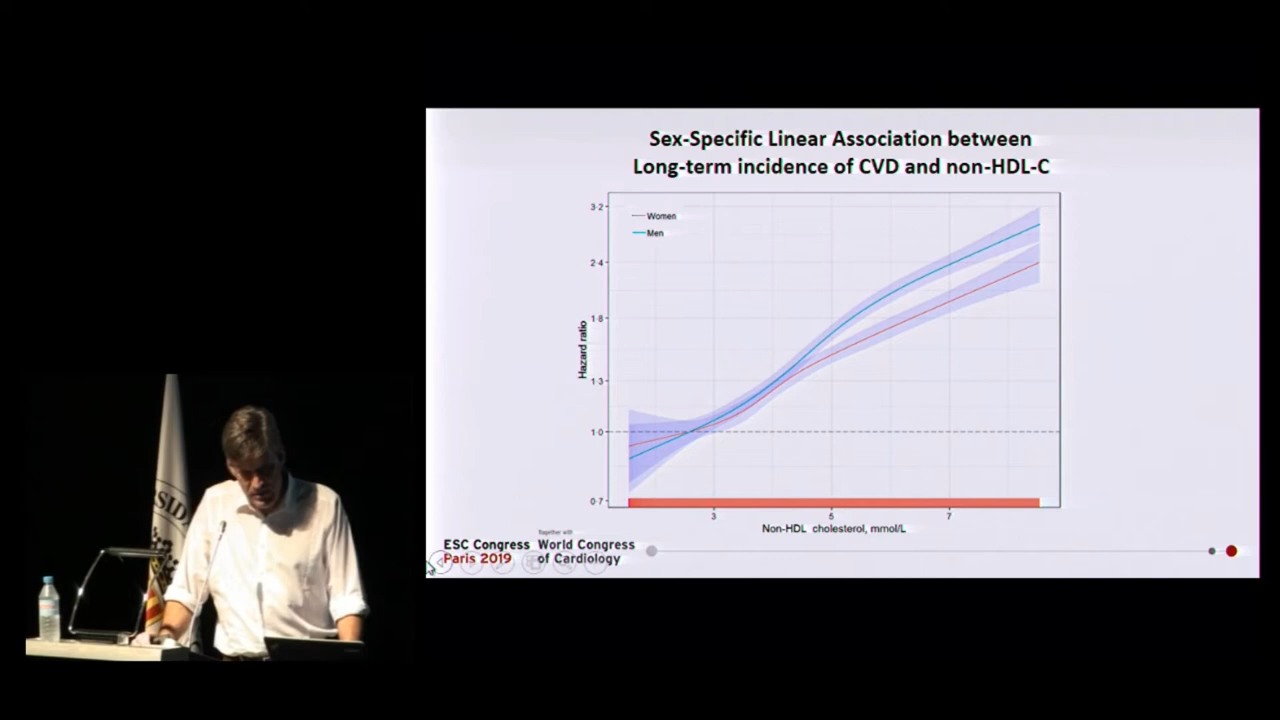 Sex-Specific Linear Association between
Long-term incidence of CVD and non-HDL-C
3·2
2·4
1·8
1·3
1·0
0·7
Women
Men
Hazard ratio
3
5
7
Non-HDL cholesterol, mmol/L
ESC Congress
Paris 2019
Together with
World Congress
of Cardiology
SID